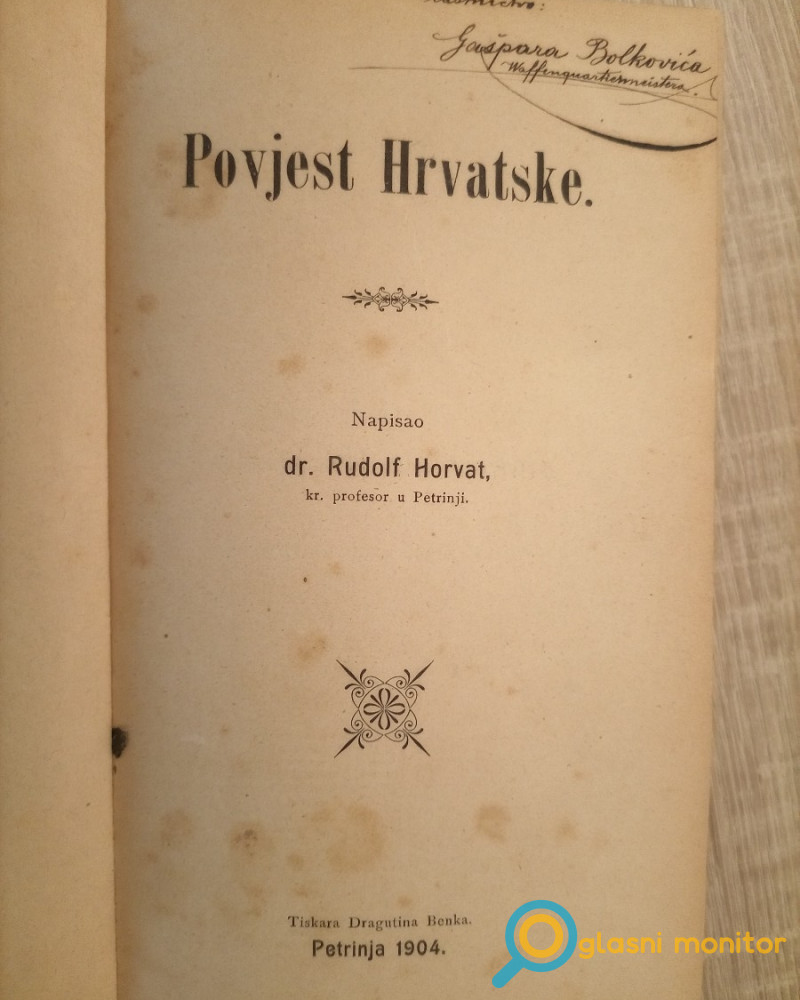 Gašpara Bolkovića
Waffenquartiermeistera.
Povjest Hrvatske.
Napisao
dr. Rudolf Horvat,
kr. profesor u Petrinji.
Tiskara Dragutina Benka.
Petrinja 1904.
Oglasni monitor